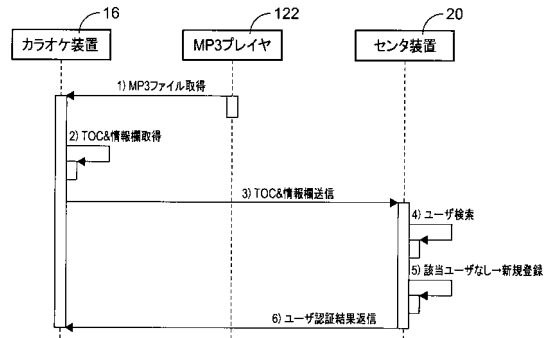 16
122
20
カラオケ装置
MP3プレイヤ
センタ装置
1) MP3ファイル取得
2) TOC&情報欄取得
3) TOC&情報欄送信
4) ユーザ検索
5) 該当ユーザなし→新規登録
6) ユーザ認証結果返信